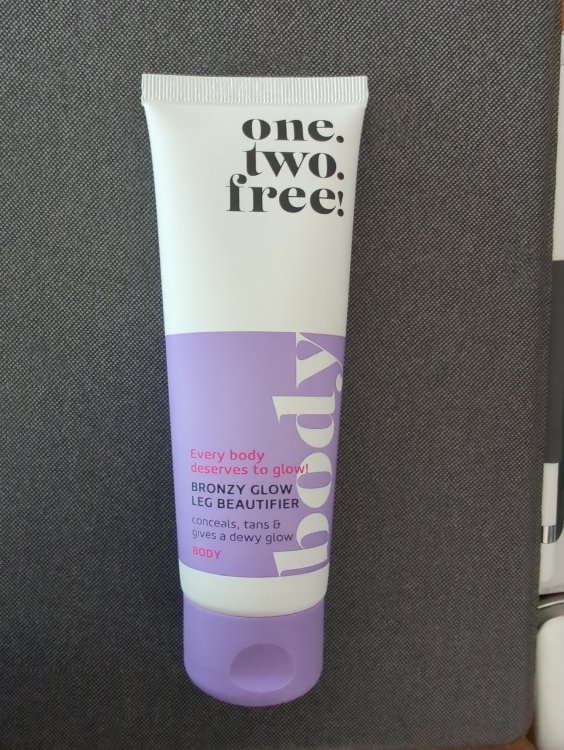 one.
two.
free!
body
Every body
deserves to glow!
BRONZY GLOW
LEG BEAUTIFIER
conceals, tans &
gives a dewy glow
BODY